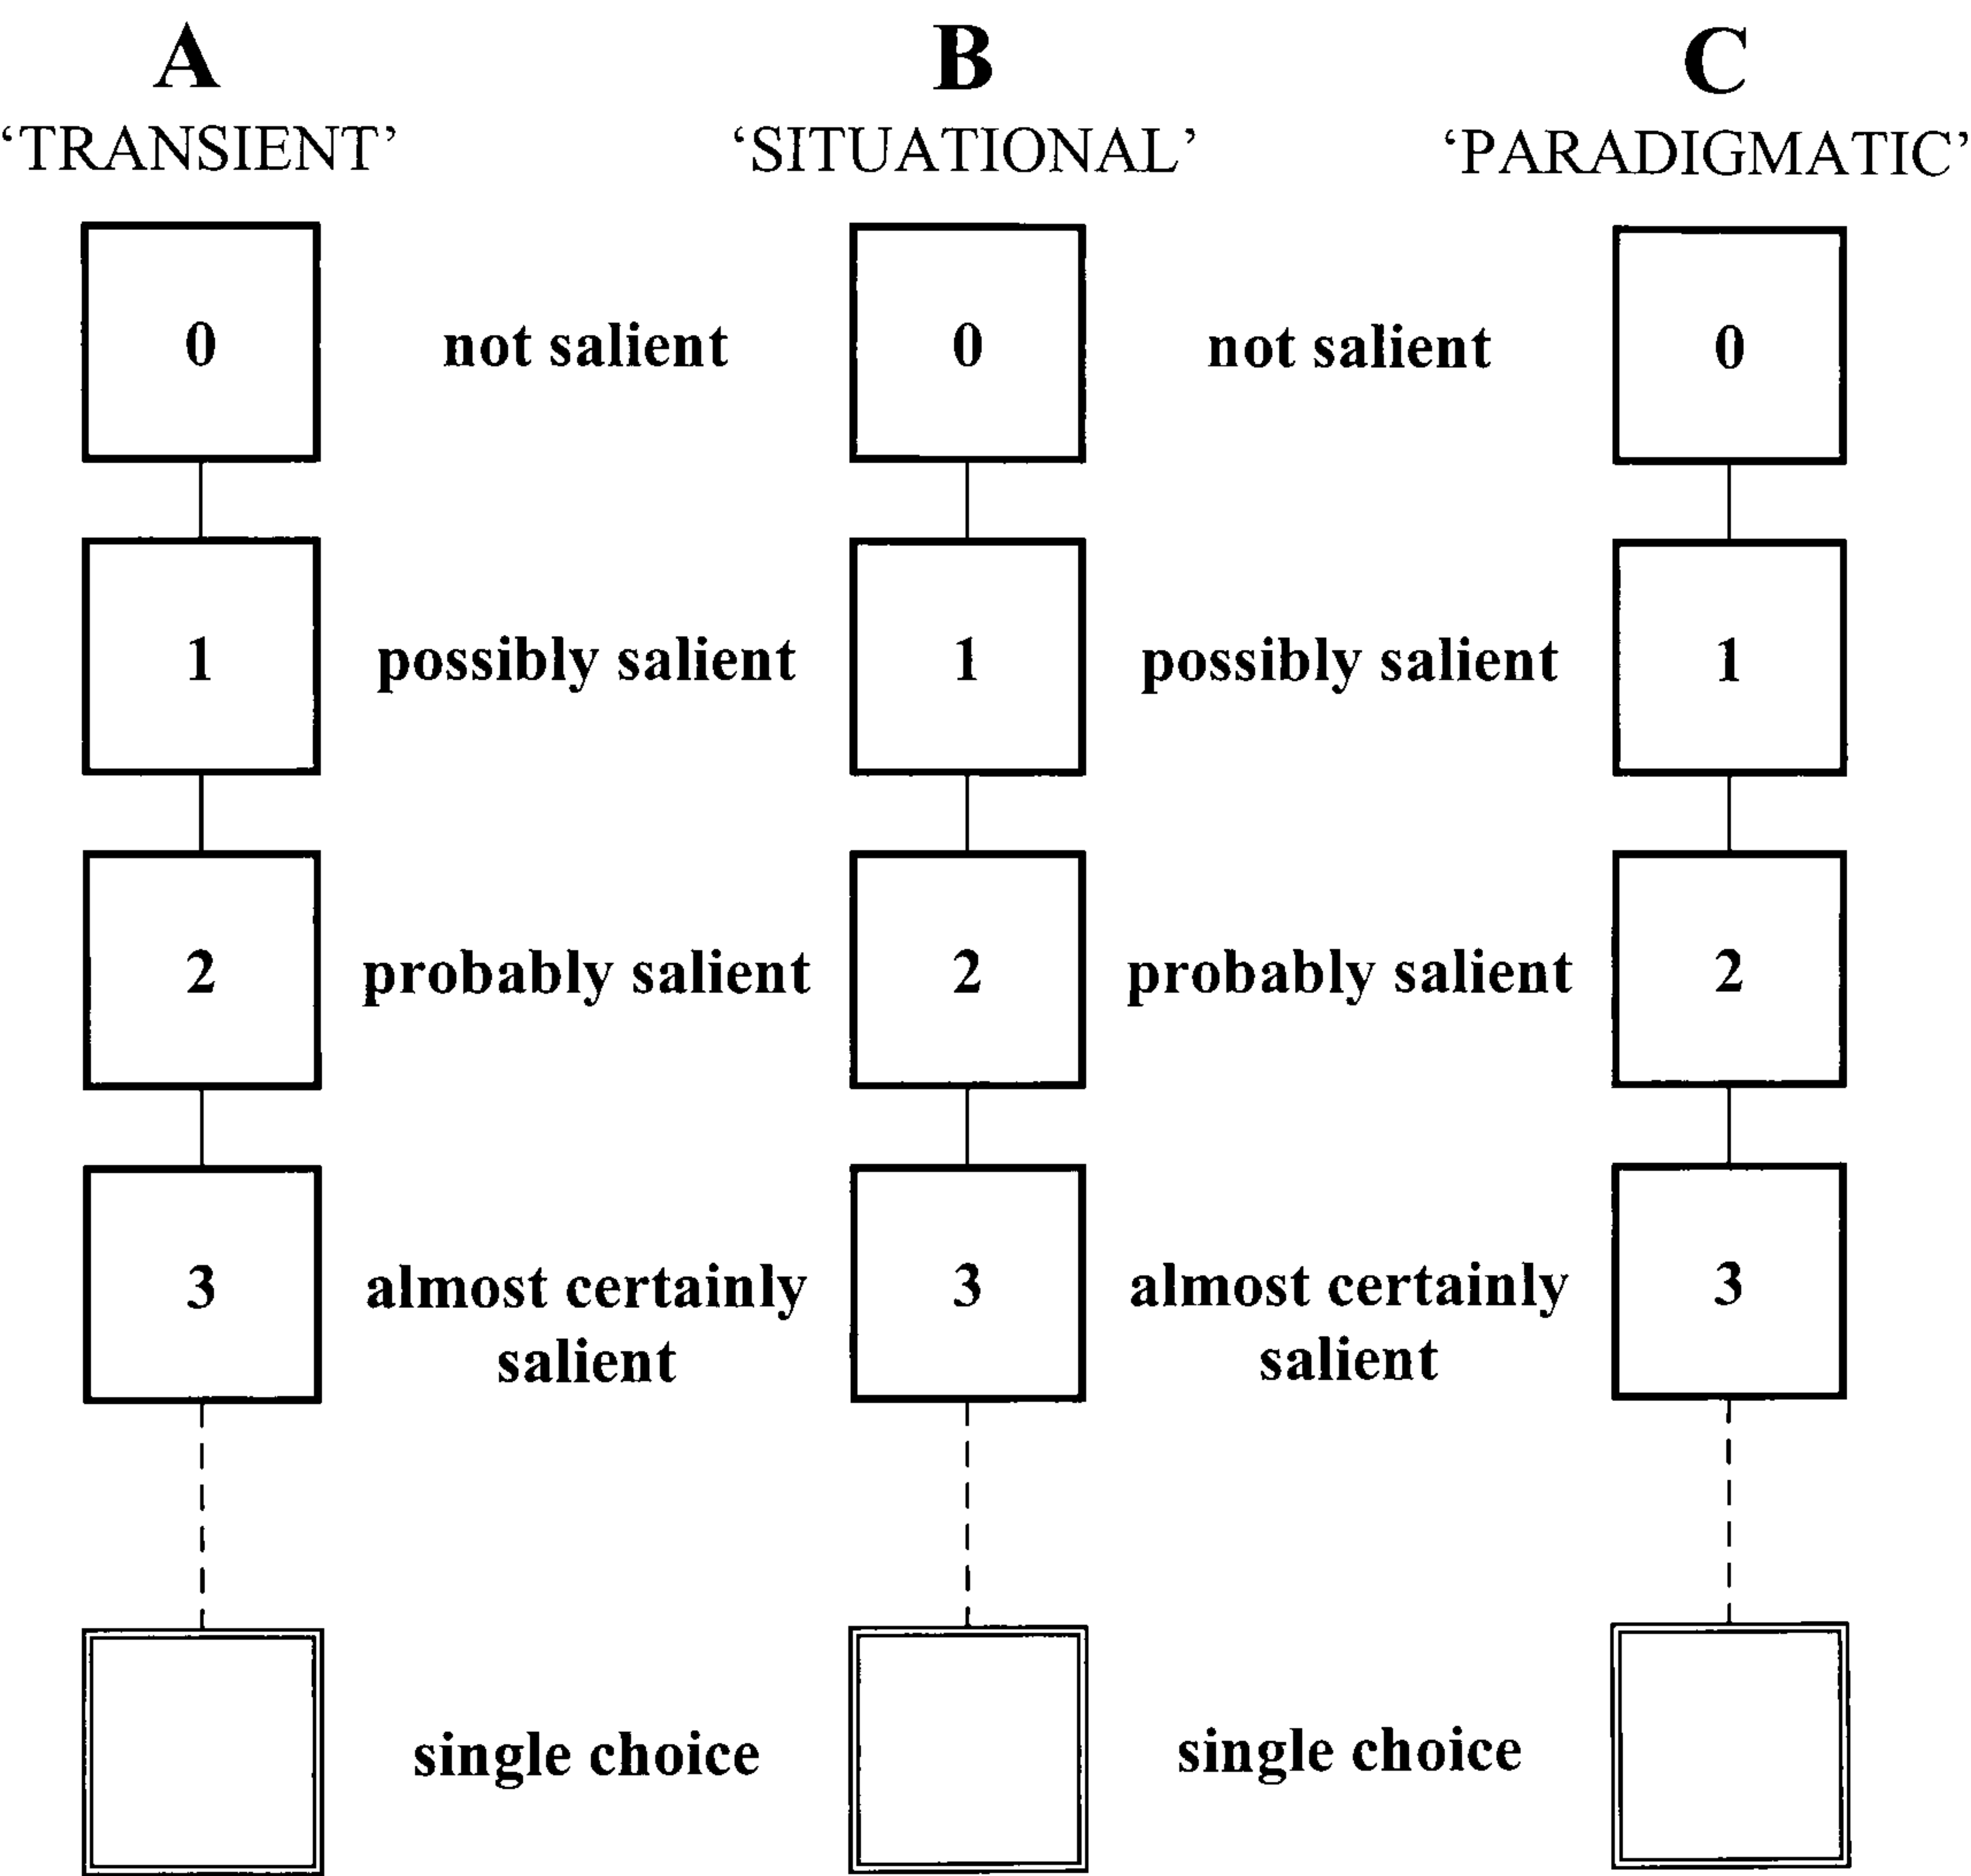 A B C
‘TRANSIENT’ ‘SITUATIONAL’ ‘PARADIGMATIC’
0 not salient 0 not salient 0
1 possibly salient 1 possibly salient 1
2 probably salient 2 probably salient 2
3 almost certainly 3 almost certainly 3
salient salient
single choice single choice